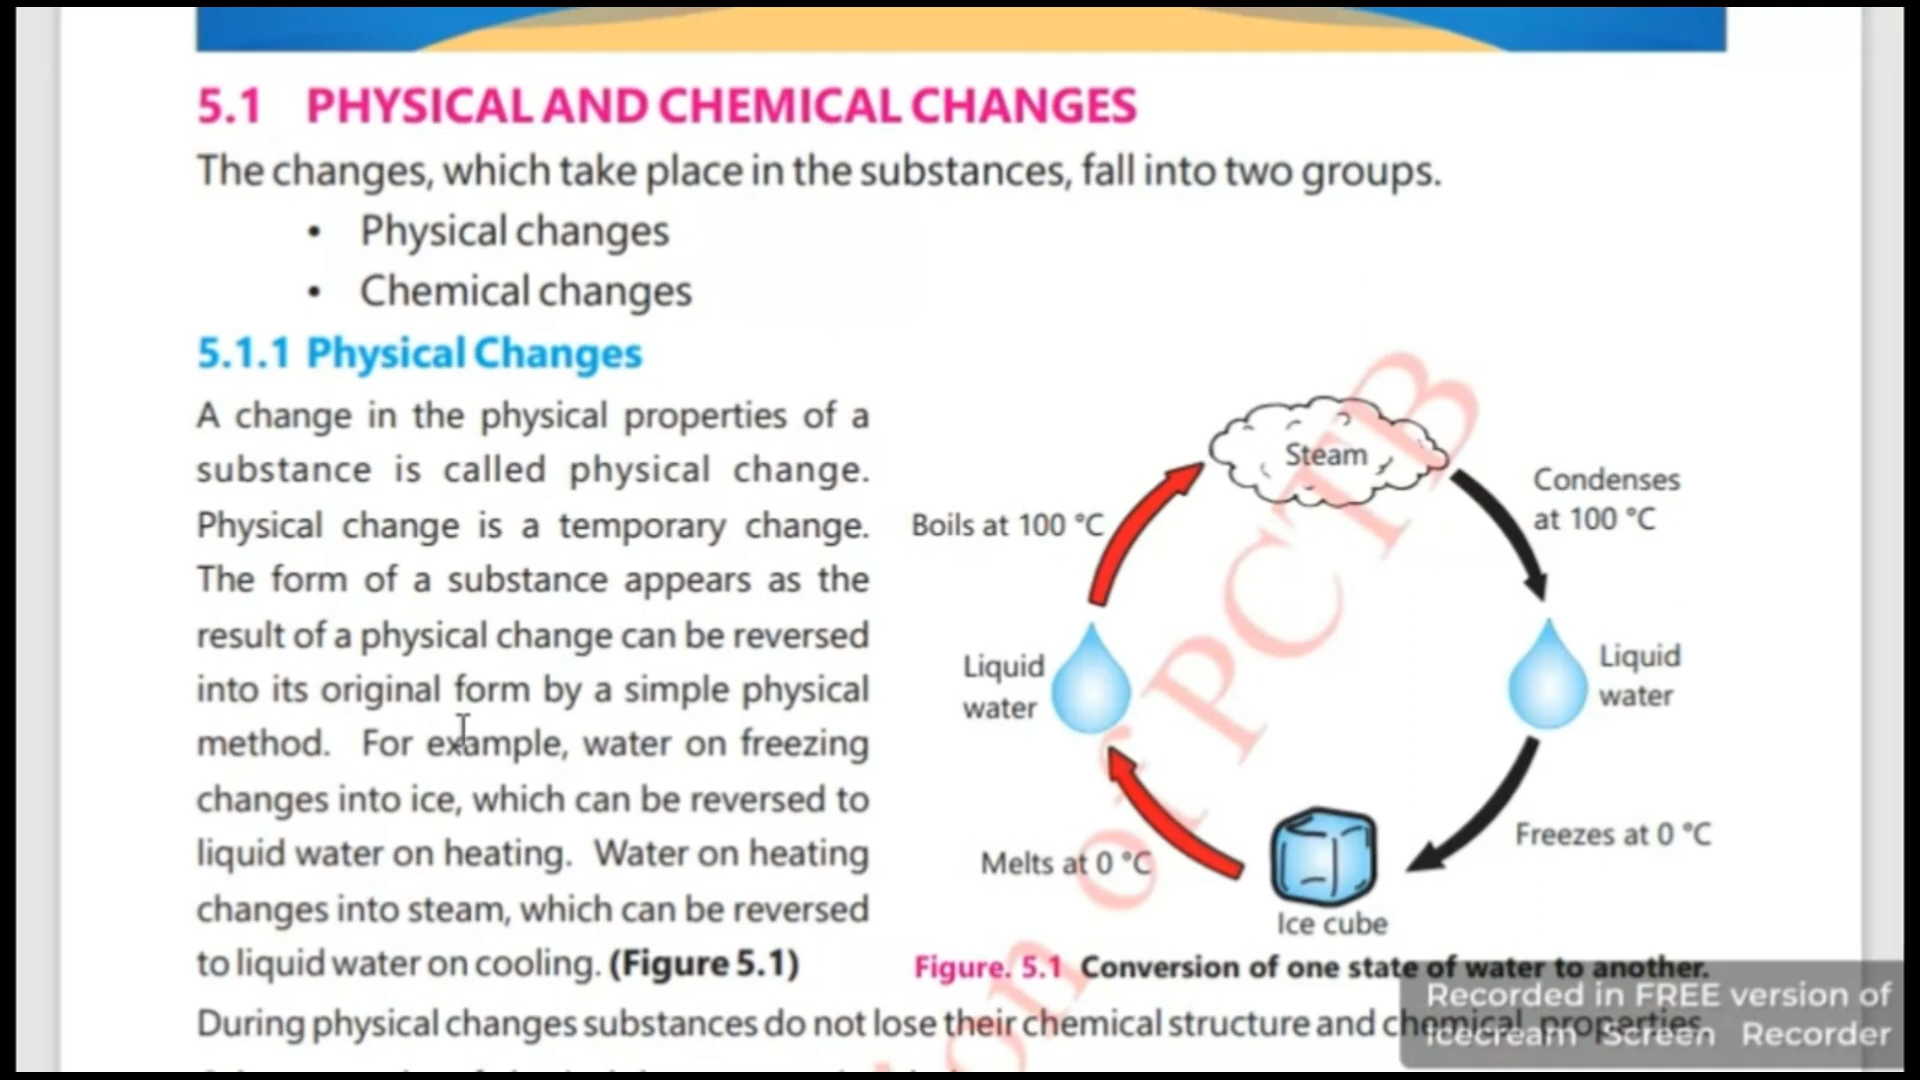 5.1 PHYSICAL AND CHEMICAL CHANGES
The changes, which take place in the substances, fall into two groups.
• Physical changes
• Chemical changes
5.1.1 Physical Changes
A change in the physical properties of a
substance is called physical change.
Physical change is a temporary change.
The form of a substance appears as the
result of a physical change can be reversed
into its original form by a simple physical
method. For example, water on freezing
changes into ice, which can be reversed to
liquid water on heating. Water on heating
changes into steam, which can be reversed
to liquid water on cooling. (Figure 5.1)
Steam
Condenses
at 100 °C
Boils at 100 °C
Liquid
water
Liquid
water
Freezes at 0 °C
Melts at 0 °C
Ice cube
Figure. 5.1 Conversion of one state of water to another.
During physical changes substances do not lose their chemical structure and chemical properties.
of PCTB
Recorded in FREE version of
Icecream Screen Recorder